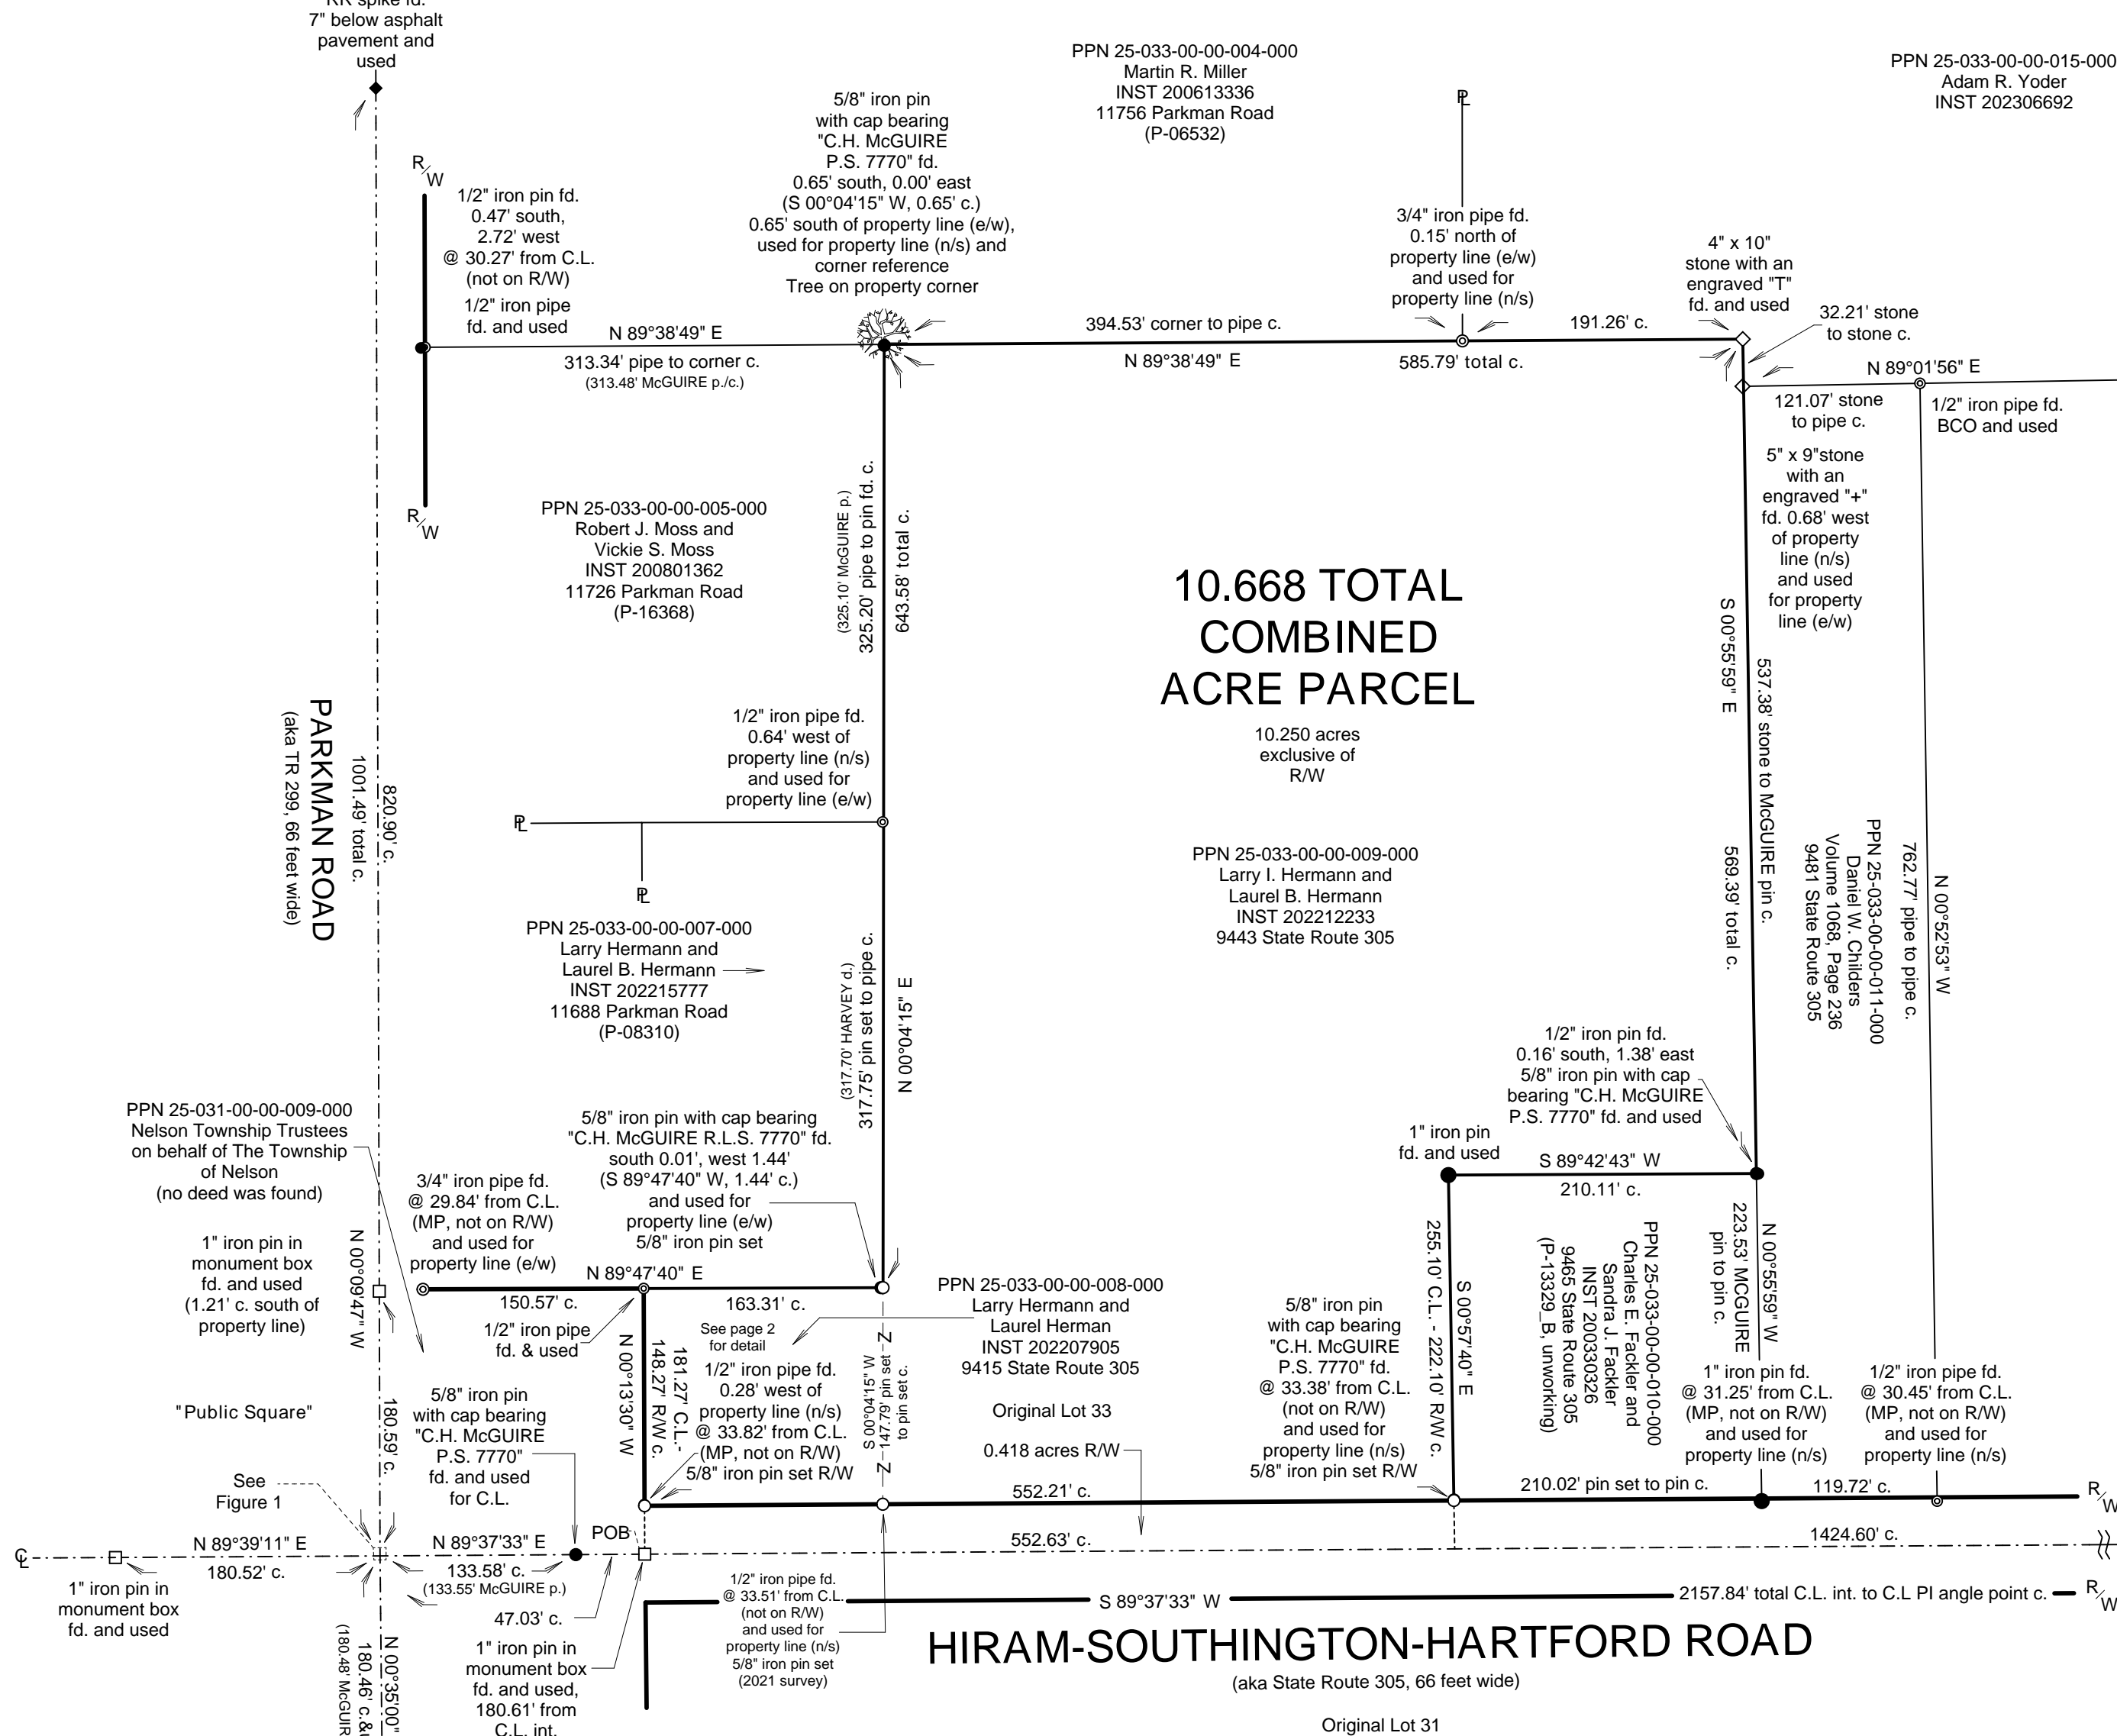 RR spike fd.
7" below asphalt
pavement and
used
PPN 25-033-00-00-004-000
Martin R. Miller
INST 200613336
11756 Parkman Road
(P-06532)
PPN 25-033-00-00-015-000
Adam R. Yoder
INST 202306692
5/8" iron pin
with cap bearing
"C.H. McGUIRE
P.S. 7770" fd.
0.65' south, 0.00' east
(S 00°04'15" W, 0.65' c.)
0.65' south of property line (e/w),
used for property line (n/s) and
corner reference
Tree on property corner
PL
R/W
1/2" iron pin fd.
0.47' south,
2.72' west
@ 30.27' from C.L.
(not on R/W)
1/2" iron pipe
fd. and used
3/4" iron pipe fd.
0.15' north of
property line (e/w)
and used for
property line (n/s)
4" x 10"
stone with an
engraved "T"
fd. and used
32.21' stone
to stone c.
N 89°38'49" E
313.34' pipe to corner c.
(313.48' McGUIRE p./c.)
394.53' corner to pipe c.
N 89°38'49" E
191.26' c.
585.79' total c.
N 89°01'56" E
121.07' stone
to pipe c.
1/2" iron pipe fd.
BCO and used
5" x 9"stone
with an
engraved "+"
fd. 0.68' west
of property
line (n/s)
and used
for property
line (e/w)
R/W
PPN 25-033-00-00-005-000
Robert J. Moss and
Vickie S. Moss
INST 200801362
11726 Parkman Road
(P-16368)
(325.10' McGUIRE p.)
325.20' pipe to pin fd. c.
643.58' total c.
10.668 TOTAL
COMBINED
ACRE PARCEL
10.250 acres
exclusive of
R/W
S 00°55'59" E
537.38' stone to McGUIRE pin c.
569.39' total c.
PARKMAN ROAD
(aka TR 299, 66 feet wide)
1001.49' total c.
820.90' c.
1/2" iron pipe fd.
0.64' west of
property line (n/s)
and used for
property line (e/w)
PL
PL
PPN 25-033-00-00-009-000
Larry I. Hermann and
Laurel B. Hermann
INST 202212233
9443 State Route 305
PPN 25-033-00-00-011-000
Daniel W. Childers
Volume 1068, Page 236
9481 State Route 305
762.77' pipe to pipe c.
N 00°52'53" W
PPN 25-033-00-00-007-000
Larry Hermann and
Laurel B. Hermann
INST 202215777
11688 Parkman Road
(P-08310)
(317.70' HARVEY d.)
317.75' pin set to pipe c.
N 00°04'15" E
1/2" iron pin fd.
0.16' south, 1.38' east
5/8" iron pin with cap
bearing "C.H. McGUIRE
P.S. 7770" fd. and used
PPN 25-031-00-00-009-000
Nelson Township Trustees
on behalf of The Township
of Nelson
(no deed was found)
5/8" iron pin with cap bearing
"C.H. McGUIRE R.L.S. 7770" fd.
south 0.01', west 1.44'
(S 89°47'40" W, 1.44' c.)
and used for
property line (e/w)
5/8" iron pin set
1" iron pin
fd. and used
S 89°42'43" W
210.11' c.
3/4" iron pipe fd.
@ 29.84' from C.L.
(MP, not on R/W)
and used for
property line (e/w)
1" iron pin in
monument box
fd. and used
(1.21' c. south of
property line)
N 00°09'47" W
N 89°47'40" E
150.57' c.
163.31' c.
1/2" iron pipe
fd. & used
See page 2
for detail
N 00°13'30" W
148.27' R/W c.
181.27' C.L.-
1/2" iron pipe fd.
0.28' west of
property line (n/s)
@ 33.82' from C.L.
(MP, not on R/W)
5/8" iron pin set R/W
S 00°04'15" W
Z 147.79' pin set Z
to pin set c.
PPN 25-033-00-00-008-000
Larry Hermann and
Laurel Herman
INST 202207905
9415 State Route 305
Original Lot 33
0.418 acres R/W
5/8" iron pin
with cap bearing
"C.H. McGUIRE
P.S. 7770" fd.
@ 33.38' from C.L.
(not on R/W)
and used for
property line (n/s)
5/8" iron pin set R/W
255.10' C.L. - 222.10' R/W c.
S 00°57'40" E
PPN 25-033-00-00-010-000
Charles E. Fackler and
Sandra J. Fackler
INST 200330326
9465 State Route 305
(P-13329_B, unworking)
223.53' McGUIRE
pin to pin c.
N 00°55'59" W
1" iron pin fd.
@ 31.25' from C.L.
(MP, not on R/W)
and used for
property line (n/s)
1/2" iron pipe fd.
@ 30.45' from C.L.
(MP, not on R/W)
and used for
property line (n/s)
"Public Square"
180.59' c.
5/8" iron pin
with cap bearing
"C.H. McGUIRE
P.S. 7770"
fd. and used
for C.L.
See
Figure 1
552.21' c.
210.02' pin set to pin c.
119.72' c.
R/W
CL
N 89°39'11" E
180.52' c.
N 89°37'33" E
133.58' c.
(133.55' McGUIRE p.)
POB
552.63' c.
1424.60' c.
1" iron pin in
monument box
fd. and used
47.03' c.
1" iron pin in
monument box
fd. and used,
180.61' from
C.L. int.
1/2" iron pipe fd.
@ 33.51' from C.L.
(not on R/W)
and used for
property line (n/s)
5/8" iron pin set
(2021 survey)
S 89°37'33" W
2157.84' total C.L. int. to C.L PI angle point c.
R/W
HIRAM-SOUTHINGTON-HARTFORD ROAD
(aka State Route 305, 66 feet wide)
N 00°35'00"
180.46' c.&
(180.48' McGUIR
Original Lot 31